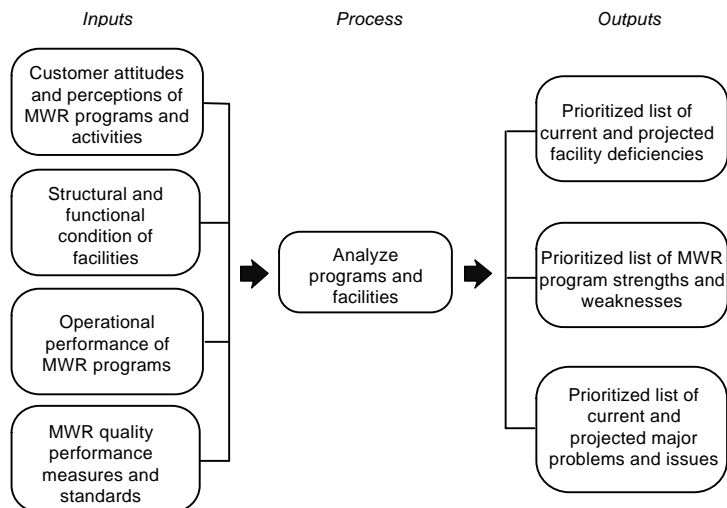 Inputs
Process
Outputs
Customer attitudes
and perceptions of
MWR programs and
activities
Structural and
functional
condition of
facilities
Operational
performance of
MWR programs
MWR quality
performance
measures and
standards
Analyze
programs and
facilities
Prioritized list of
current and projected
facility deficiencies
Prioritized list of MWR
program strengths and
weaknesses
Prioritized list of
current and
projected major
problems and issues